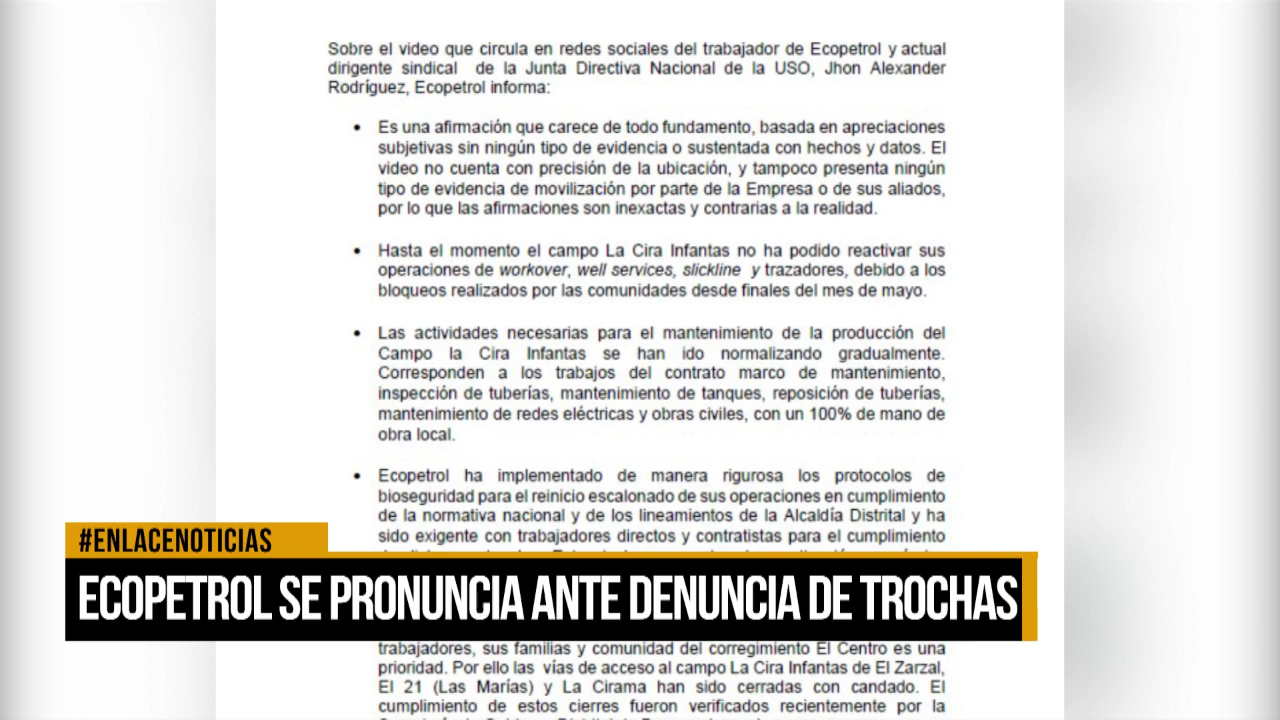 Sobre el video que circula en redes sociales del trabajador de Ecopetrol y actual
dirigente sindical de la Junta Directiva Nacional de la USO, Jhon Alexander
Rodríguez, Ecopetrol informa:
• Es una afirmación que carece de todo fundamento, basada en apreciaciones
subjetivas sin ningún tipo de evidencia o sustentada con hechos y datos. El
video no cuenta con precisión de la ubicación, y tampoco presenta ningún
tipo de evidencia de movilización por parte de la Empresa o de sus aliados,
por lo que las afirmaciones son inexactas y contrarias a la realidad.
• Hasta el momento el campo La Cira Infantas no ha podido reactivar sus
operaciones de workover, well services, slickline y trazadores, debido a los
bloqueos realizados por las comunidades desde finales del mes de mayo.
• Las actividades necesarias para el mantenimiento de la producción del
Campo la Cira Infantas se han ido normalizando gradualmente.
Corresponden a los trabajos del contrato marco de mantenimiento,
inspección de tuberías, mantenimiento de tanques, reposición de tuberías,
mantenimiento de redes eléctricas y obras civiles, con un 100% de mano de
obra local.
• Ecopetrol ha implementado de manera rigurosa los protocolos de
bioseguridad para el reinicio escalonado de sus operaciones en cumplimiento
de la normativa nacional y de los lineamientos de la Alcaldía Distrital y ha
sido exigente con trabajadores directos y contratistas para el cumplimiento
#ENLACENOTICIAS
ECOPETROL SE PRONUNCIA ANTE DENUNCIA DE TROCHAS
trabajadores, sus familias y comunidad del corregimiento El Centro es una
prioridad. Por ello las vías de acceso al campo La Cira Infantas de El Zarzal,
El 21 (Las Marías) y La Cirama han sido cerradas con candado. El
cumplimiento de estos cierres fueron verificados recientemente por la